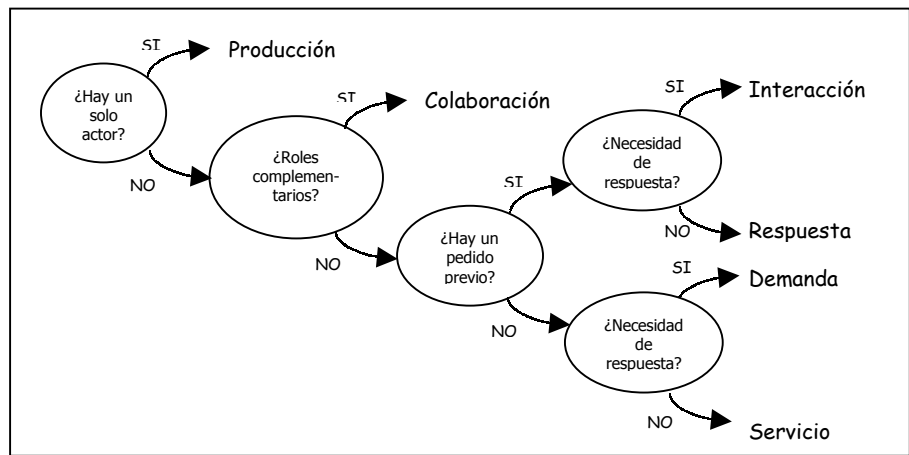 SI
Producción
¿Hay un
solo
actor?
NO
SI
Colaboración
¿Roles
complemen-
tarios?
NO
SI
¿Hay un
pedido
previo?
NO
SI
Interacción
¿Necesidad
de
respuesta?
NO
Respuesta
SI
Demanda
¿Necesidad
de
respuesta?
NO
Servicio